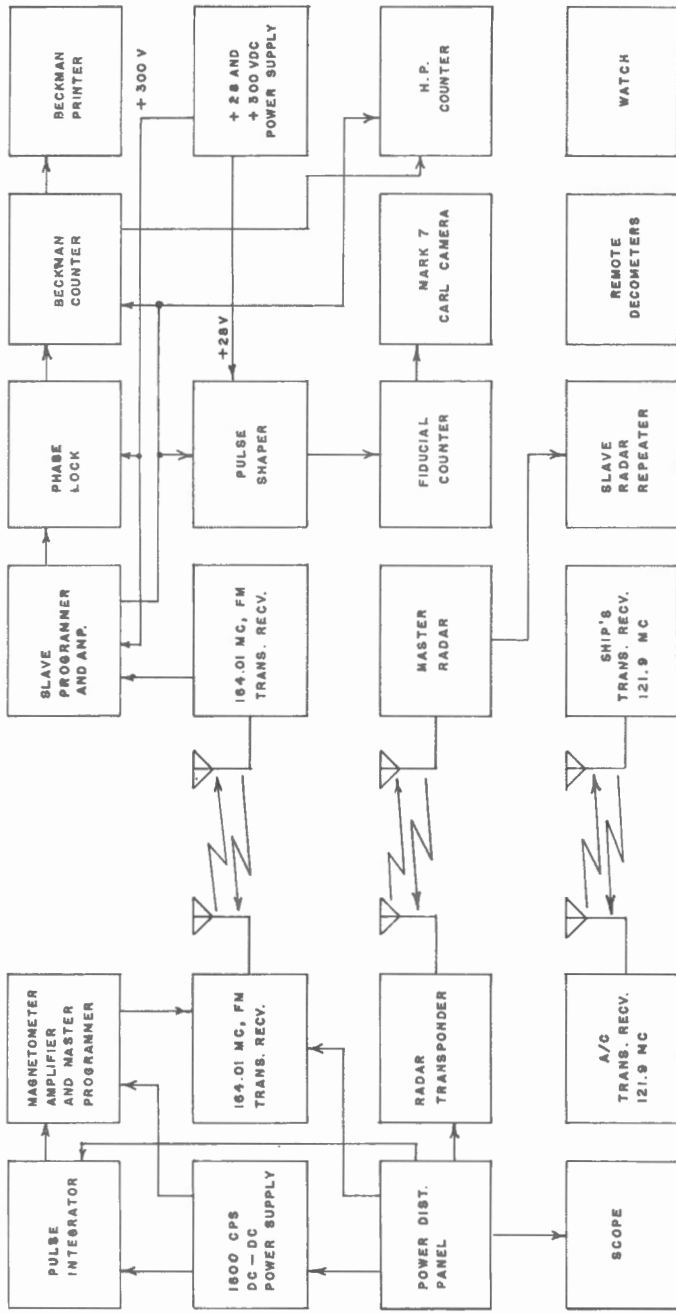 PULSE
INTEGRATOR
MAGNETOMETER
AMPLIFIER
AND MASTER
PROGRAMMER
SLAVE
PROGRAMMER
AND AMP.
PHASE
LOCK
BECKMAN
COUNTER
BECKMAN
PRINTER
+ 300 V
1600 CPS
DC — DC
POWER SUPPLY
164.01 MC, FM
TRANS. RECV.
164.01 MC, FM
TRANS. RECV.
PULSE
SHAPER
+28V
+ 28 AND
+ 300 VDC
POWER SUPPLY
POWER DIST.
PANEL
RADAR
TRANSPONDER
MASTER
RADAR
FIDUCIAL
COUNTER
MARK 7
CARL CAMERA
H.P.
COUNTER
SCOPE
A/C
TRANS. RECV.
121.9 MC
SHIP'S
TRANS. RECV.
121.9 MC
SLAVE
RADAR
REPEATER
REMOTE
DECOMETERS
WATCH